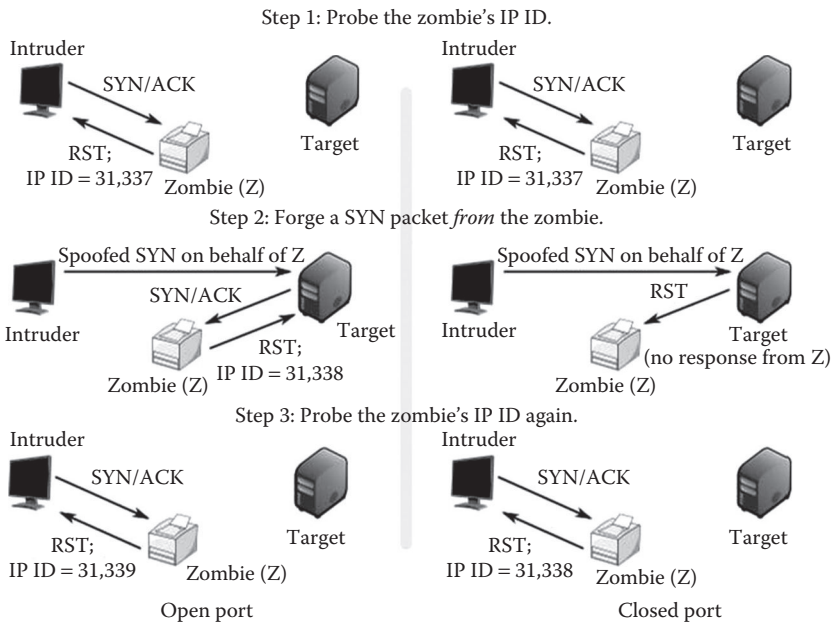 Step 1: Probe the zombie's IP ID.
Intruder
SYN/ACK
Target
RST;
IP ID = 31,337
Zombie (Z)
Intruder
SYN/ACK
Target
RST;
IP ID = 31,337
Zombie (Z)
Step 2: Forge a SYN packet from the zombie.
Spoofed SYN on behalf of Z
SYN/ACK
Intruder
Target
RST;
IP ID = 31,338
Zombie (Z)
Spoofed SYN on behalf of Z
RST
Intruder
Target
(no response from Z)
Zombie (Z)
Step 3: Probe the zombie's IP ID again.
Intruder
SYN/ACK
Target
RST;
IP ID = 31,339
Zombie (Z)
Open port
Intruder
SYN/ACK
Target
RST;
IP ID = 31,338
Zombie (Z)
Closed port